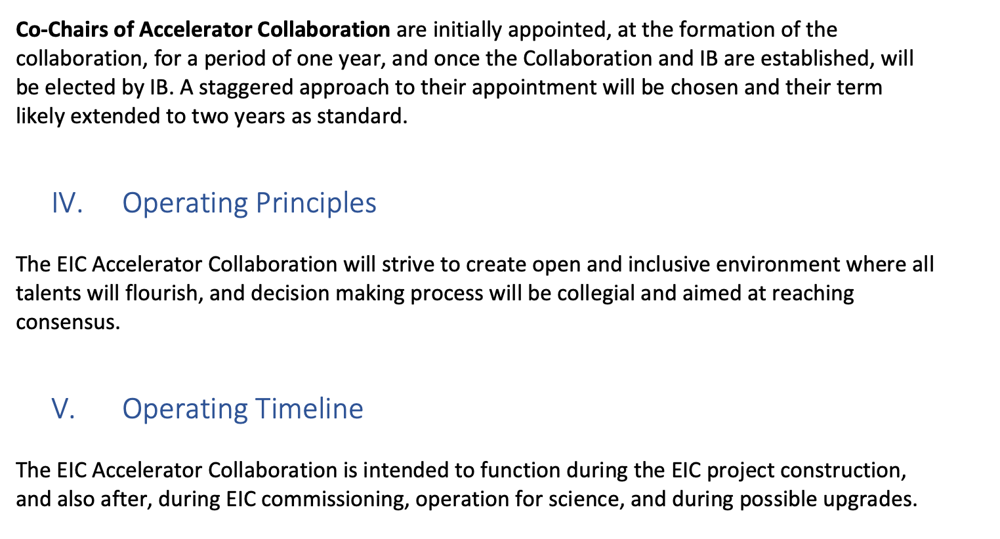 Co-Chairs of Accelerator Collaboration are initially appointed, at the formation of the
collaboration, for a period of one year, and once the Collaboration and IB are established, will
be elected by IB. A staggered approach to their appointment will be chosen and their term
likely extended to two years as standard.
IV. Operating Principles
The EIC Accelerator Collaboration will strive to create open and inclusive environment where all
talents will flourish, and decision making process will be collegial and aimed at reaching
consensus.
V. Operating Timeline
The EIC Accelerator Collaboration is intended to function during the EIC project construction,
and also after, during EIC commissioning, operation for science, and during possible upgrades.